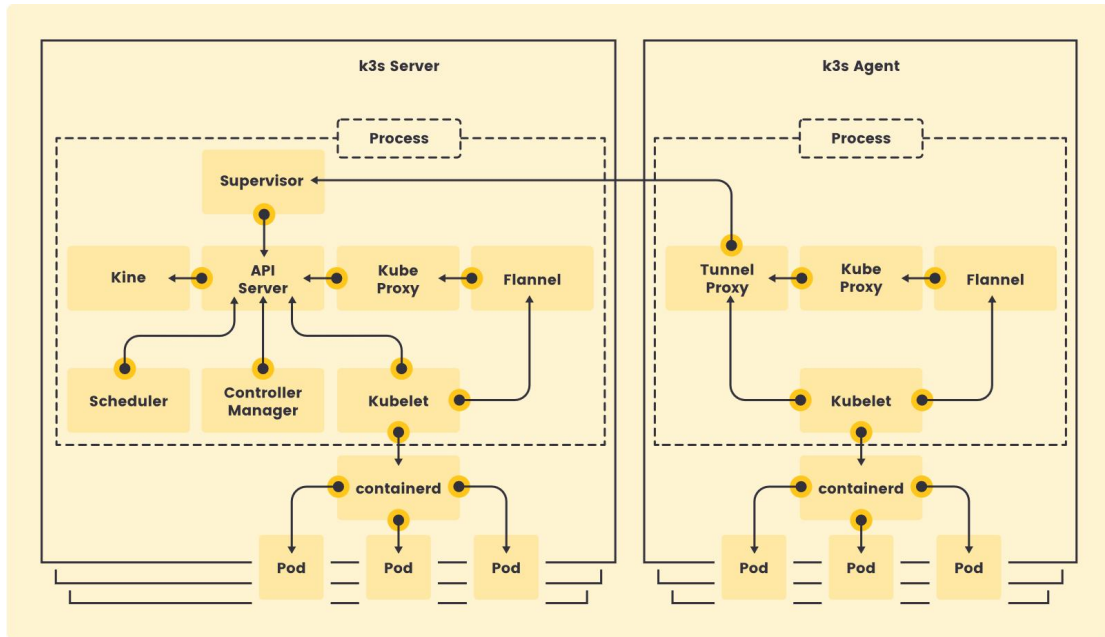 k3s Server
Process
Supervisor
Kine
API
Server
Kube
Proxy
Flannel
Scheduler
Controller
Manager
Kubelet
containerd
Pod
Pod
Pod
k3s Agent
Process
Tunnel
Proxy
Kube
Proxy
Flannel
Kubelet
containerd
Pod
Pod
Pod